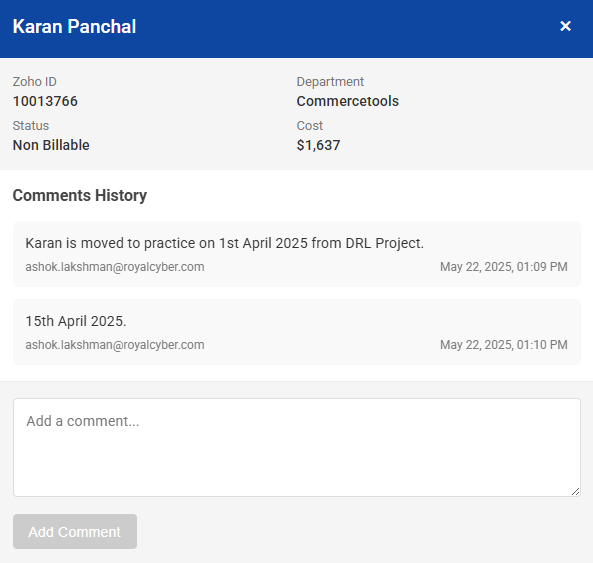 Karan Panchal ×
Zoho ID Department
10013766 Commercetools
Status Cost
Non Billable $1,637
Comments History
Karan is moved to practice on 1st April 2025 from DRL Project.
ashok.lakshman@royalcyber.com May 22, 2025, 01:09 PM
15th April 2025.
ashok.lakshman@royalcyber.com May 22, 2025, 01:10 PM
Add a comment...
Add Comment